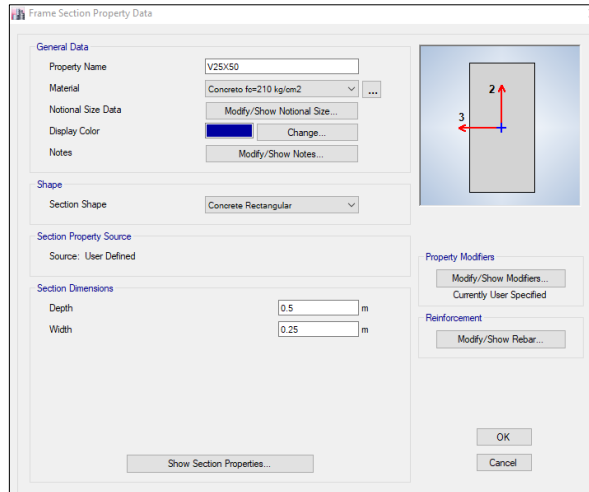 Frame Section Property Data
General Data
Property Name
V25X50
Material
Concreto fc=210 kg/cm2
...
Notional Size Data
Modify/Show Notional Size...
Display Color
Change...
Notes
Modify/Show Notes...
2
3
Shape
Section Shape
Concrete Rectangular
Section Property Source
Source: User Defined
Property Modifiers
Modify/Show Modifiers...
Currently User Specified
Section Dimensions
Depth
0.5
m
Width
0.25
m
Reinforcement
Modify/Show Rebar...
OK
Show Section Properties...
Cancel